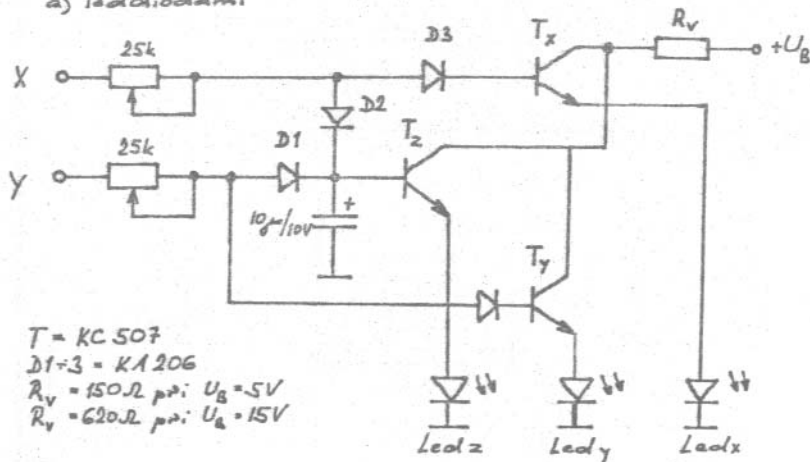 a) leddiodami
D3
Tx
Rv
+UB
X
25k
D2
Tz
Y
25k
D1
+
10μ/10V
Ty
T = KC 507
D1÷3 = KA 206
Rv = 150Ω při UB = 5V
Rv = 620Ω při UB = 15V
Led z
Led y
Led x